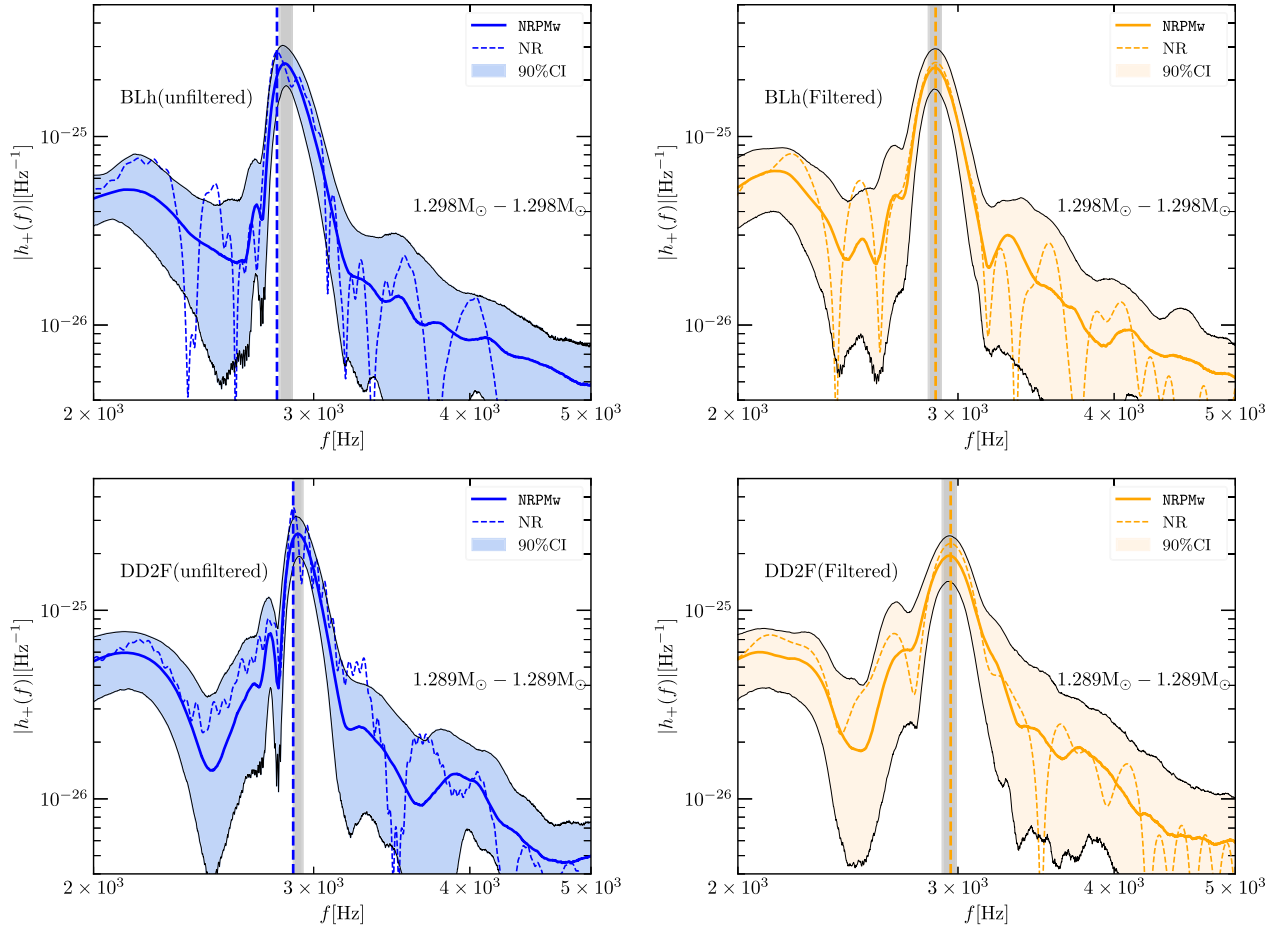 NRPMw
NR
90%CI
BLh(unfiltered)
1.298M⊙ − 1.298M⊙
10⁻²⁵
10⁻²⁶
|h₊(f)|[Hz⁻¹]
2 × 10³
3 × 10³
4 × 10³
5 × 10³
f[Hz]
NRPMw
NR
90%CI
BLh(Filtered)
1.298M⊙ − 1.298M⊙
10⁻²⁵
10⁻²⁶
|h₊(f)|[Hz⁻¹]
2 × 10³
3 × 10³
4 × 10³
5 × 10³
f[Hz]
NRPMw
NR
90%CI
DD2F(unfiltered)
1.289M⊙ − 1.289M⊙
10⁻²⁵
10⁻²⁶
|h₊(f)|[Hz⁻¹]
2 × 10³
3 × 10³
4 × 10³
5 × 10³
f[Hz]
NRPMw
NR
90%CI
DD2F(Filtered)
1.289M⊙ − 1.289M⊙
10⁻²⁵
10⁻²⁶
|h₊(f)|[Hz⁻¹]
2 × 10³
3 × 10³
4 × 10³
5 × 10³
f[Hz]